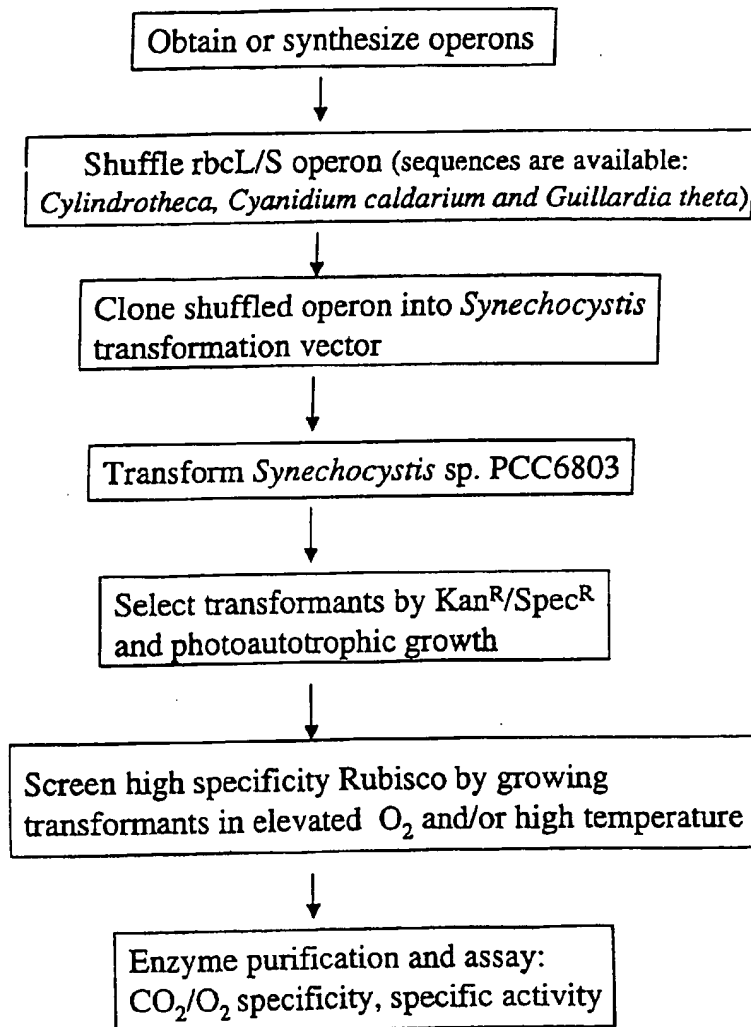 Obtain or synthesize operons
Shuffle rbcL/S operon (sequences are available:
Cylindrotheca, Cyanidium caldarium and Guillardia theta)
Clone shuffled operon into Synechocystis
transformation vector
Transform Synechocystis sp. PCC6803
Select transformants by Kanᴿ/Specᴿ
and photoautotrophic growth
Screen high specificity Rubisco by growing
transformants in elevated O₂ and/or high temperature
Enzyme purification and assay:
CO₂/O₂ specificity, specific activity